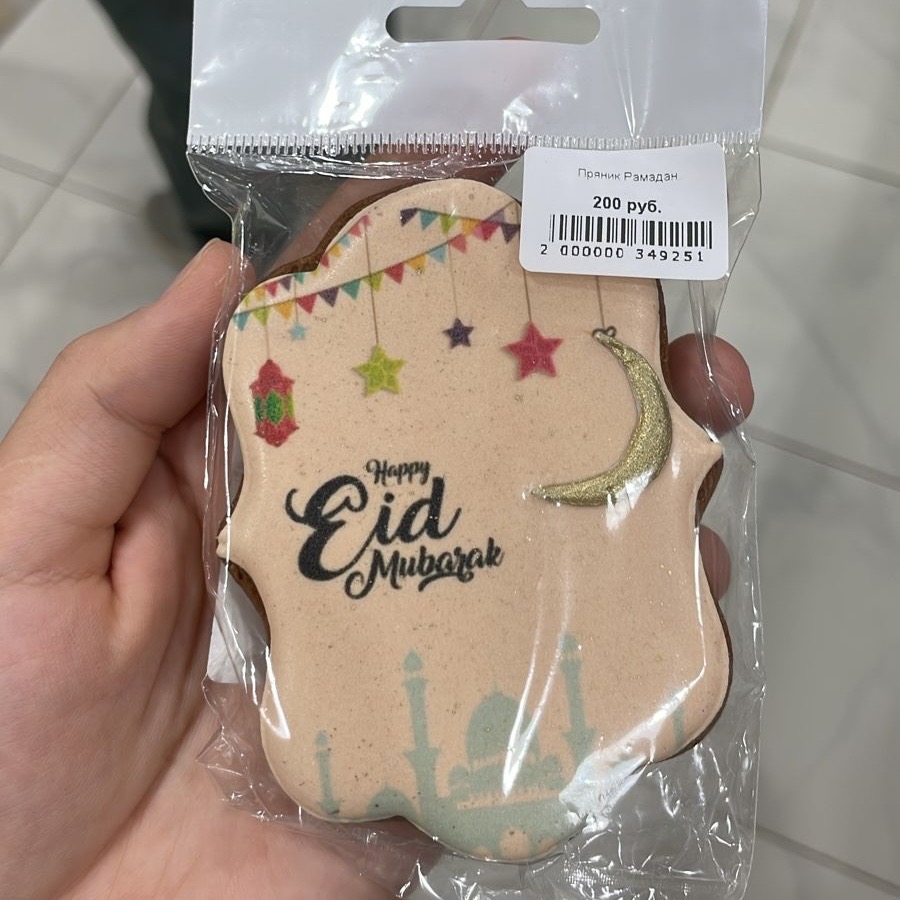 Пряник Рамадан.
200 руб.
2 000000 349251
Happy
Eid
Mubarak